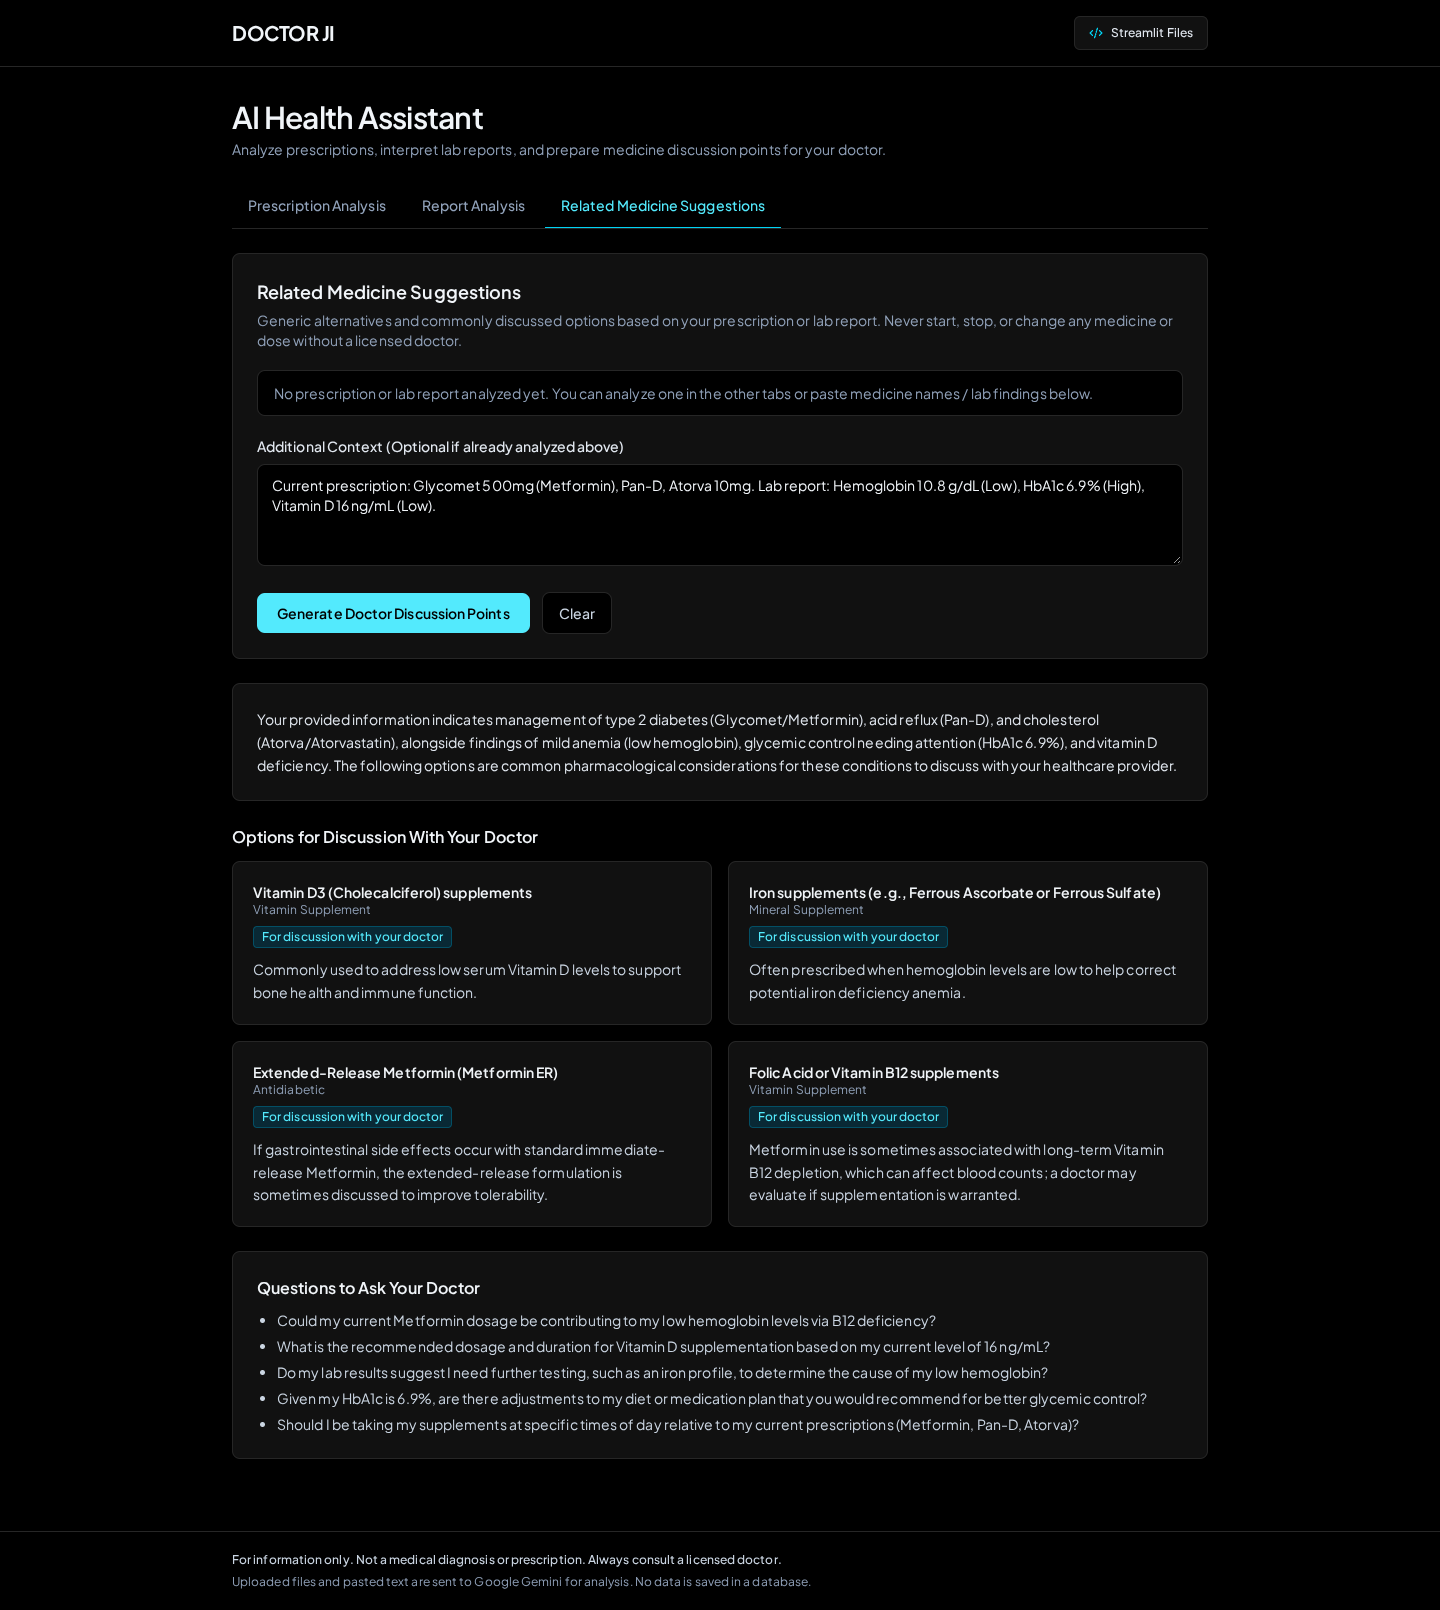 DOCTOR JI
Streamlit Files
AI Health Assistant
Analyze prescriptions, interpret lab reports, and prepare medicine discussion points for your doctor.
Prescription Analysis
Report Analysis
Related Medicine Suggestions
Related Medicine Suggestions
Generic alternatives and commonly discussed options based on your prescription or lab report. Never start, stop, or change any medicine or
dose without a licensed doctor.
No prescription or lab report analyzed yet. You can analyze one in the other tabs or paste medicine names / lab findings below.
Additional Context (Optional if already analyzed above)
Current prescription: Glycomet 500mg (Metformin), Pan-D, Atorva 10mg. Lab report: Hemoglobin 10.8 g/dL (Low), HbA1c 6.9% (High),
Vitamin D 16 ng/mL (Low).
Generate Doctor Discussion Points
Clear
Your provided information indicates management of type 2 diabetes (Glycomet/Metformin), acid reflux (Pan-D), and cholesterol
(Atorva/Atorvastatin), alongside findings of mild anemia (low hemoglobin), glycemic control needing attention (HbA1c 6.9%), and vitamin D
deficiency. The following options are common pharmacological considerations for these conditions to discuss with your healthcare provider.
Options for Discussion With Your Doctor
Vitamin D3 (Cholecalciferol) supplements
Vitamin Supplement
For discussion with your doctor
Commonly used to address low serum Vitamin D levels to support
bone health and immune function.
Iron supplements (e.g., Ferrous Ascorbate or Ferrous Sulfate)
Mineral Supplement
For discussion with your doctor
Often prescribed when hemoglobin levels are low to help correct
potential iron deficiency anemia.
Extended-Release Metformin (Metformin ER)
Antidiabetic
For discussion with your doctor
If gastrointestinal side effects occur with standard immediate-
release Metformin, the extended-release formulation is
sometimes discussed to improve tolerability.
Folic Acid or Vitamin B12 supplements
Vitamin Supplement
For discussion with your doctor
Metformin use is sometimes associated with long-term Vitamin
B12 depletion, which can affect blood counts; a doctor may
evaluate if supplementation is warranted.
Questions to Ask Your Doctor
• Could my current Metformin dosage be contributing to my low hemoglobin levels via B12 deficiency?
• What is the recommended dosage and duration for Vitamin D supplementation based on my current level of 16 ng/mL?
• Do my lab results suggest I need further testing, such as an iron profile, to determine the cause of my low hemoglobin?
• Given my HbA1c is 6.9%, are there adjustments to my diet or medication plan that you would recommend for better glycemic control?
• Should I be taking my supplements at specific times of day relative to my current prescriptions (Metformin, Pan-D, Atorva)?
For information only. Not a medical diagnosis or prescription. Always consult a licensed doctor.
Uploaded files and pasted text are sent to Google Gemini for analysis. No data is saved in a database.